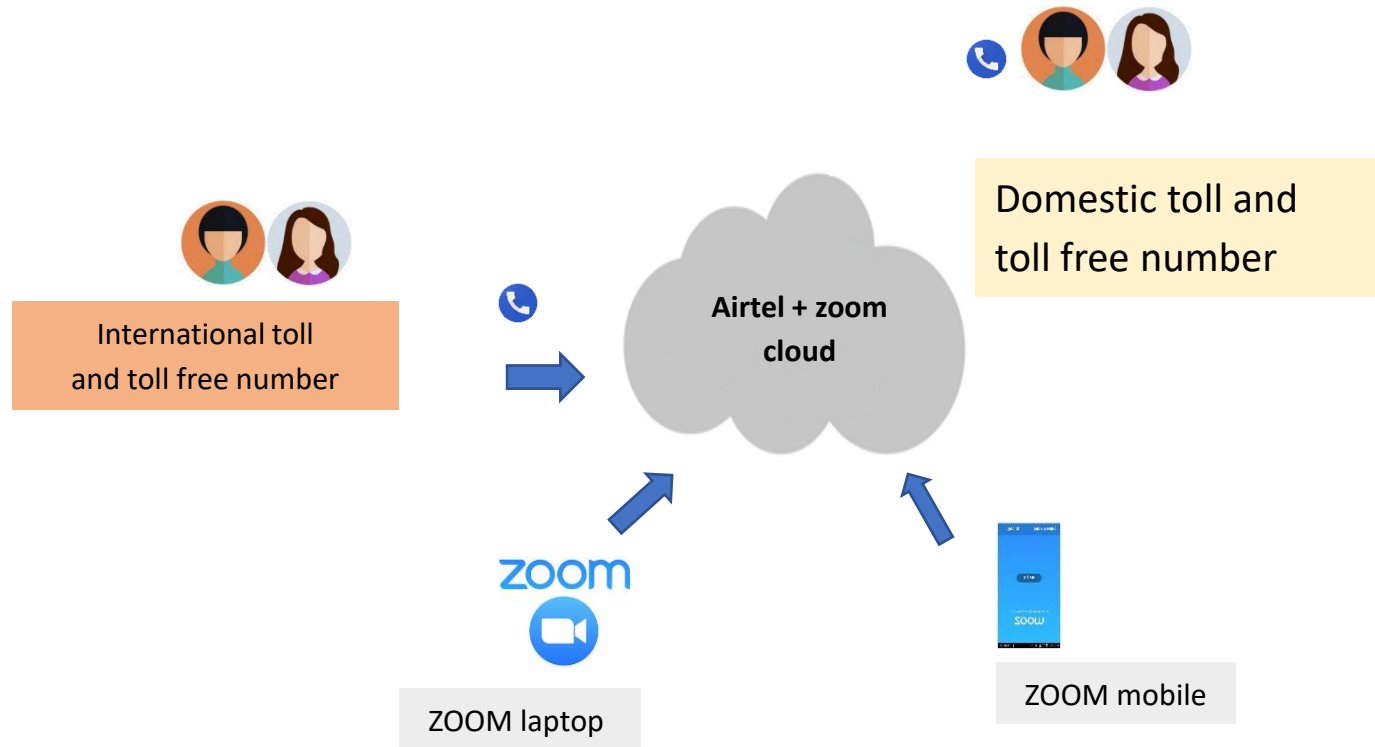 Domestic toll and
toll free number
International toll
and toll free number
Airtel + zoom
cloud
zoom
zoom
ZOOM laptop
ZOOM mobile